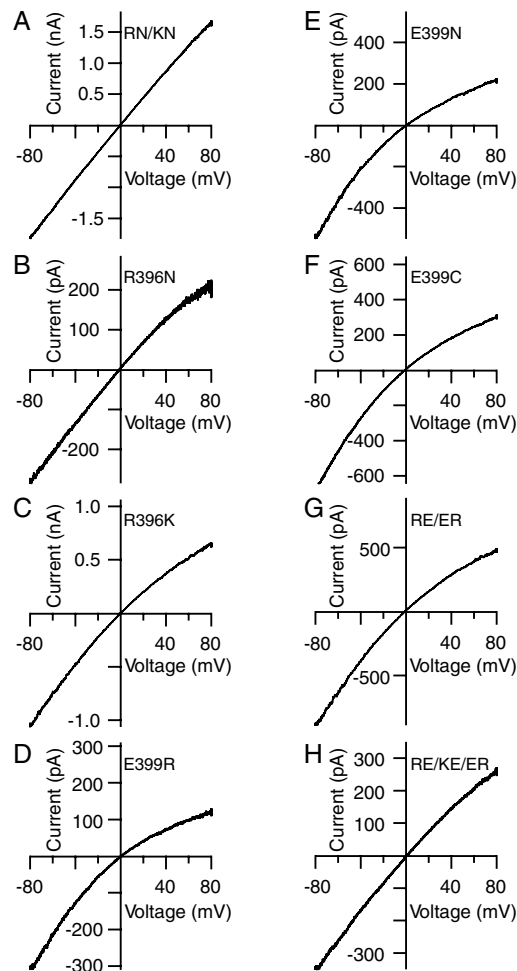 A
RN/KN
Current (nA)
1.5
1.0
0.5
-80
40
80
Voltage (mV)
-1.5
B
R396N
Current (pA)
200
100
-80
40
80
Voltage (mV)
-200
C
R396K
Current (nA)
1.0
0.5
-80
40
80
Voltage (mV)
-1.0
D
E399R
Current (pA)
300
200
100
-80
40
80
Voltage (mV)
-200
-300
E
E399N
Current (pA)
400
200
-80
40
80
Voltage (mV)
-400
F
E399C
Current (pA)
600
400
200
-80
40
80
Voltage (mV)
-400
-600
G
RE/ER
Current (pA)
500
-80
40
80
Voltage (mV)
-500
H
RE/KE/ER
Current (pA)
300
200
100
-80
40
80
Voltage (mV)
-300